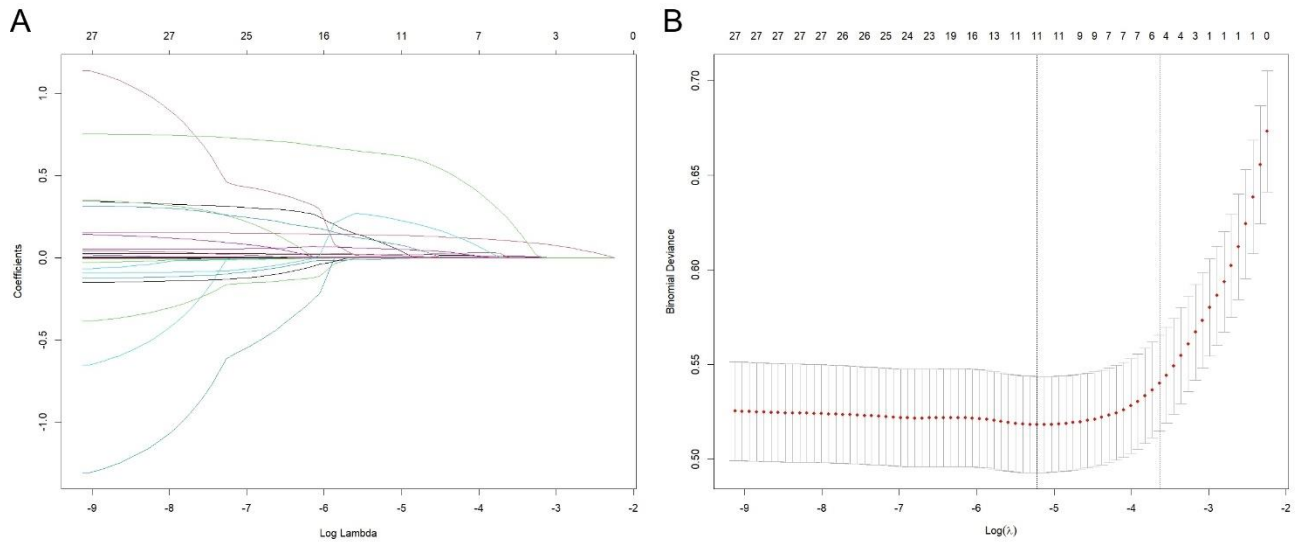 A
27 27 25 16 11 7 3 0
Coefficients
1.0
0.5
0.0
-0.5
-1.0
-9 -8 -7 -6 -5 -4 -3 -2
Log Lambda
B
27 27 27 27 27 26 26 25 24 23 19 16 13 11 11 11 9 9 7 7 6 4 4 3 1 1 1 1 0
Binomial Deviance
0.70
0.65
0.60
0.55
0.50
-9 -8 -7 -6 -5 -4 -3 -2
Log(λ)